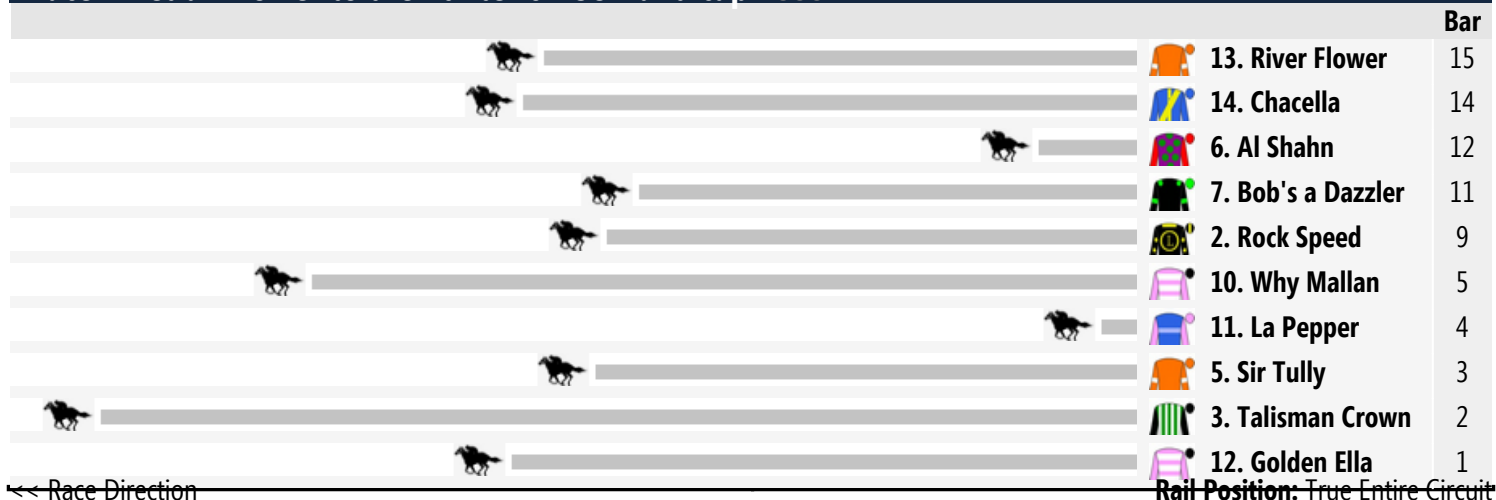 Bar
13. River Flower 15
14. Chacella 14
6. Al Shahn 12
7. Bob's a Dazzler 11
2. Rock Speed 9
10. Why Mallan 5
11. La Pepper 4
5. Sir Tully 3
3. Talisman Crown 2
12. Golden Ella 1
<< Race Direction Rail Position: True Entire Circuit